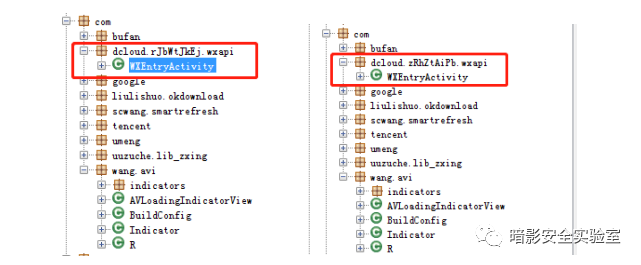 com
bufan
dcloud.rJbWtJkEj.wxapi
WXEntryActivity
google
liulishuo.okdownload
scwang.smartrefresh
tencent
umeng
uuzuche.lib_zxing
wang.avi
indicators
AVLoadingIndicatorView
BuildConfig
Indicator
R
com
bufan
dcloud.zRhZtAiPb.wxapi
WXEntryActivity
google
liulishuo.okdownload
scwang.smartrefresh
tencent
umeng
uuzuche.lib_zxing
wang.avi
indicators
AVLoadingIndicatorView
BuildConfig
Indicator
R
暗影安全实验室